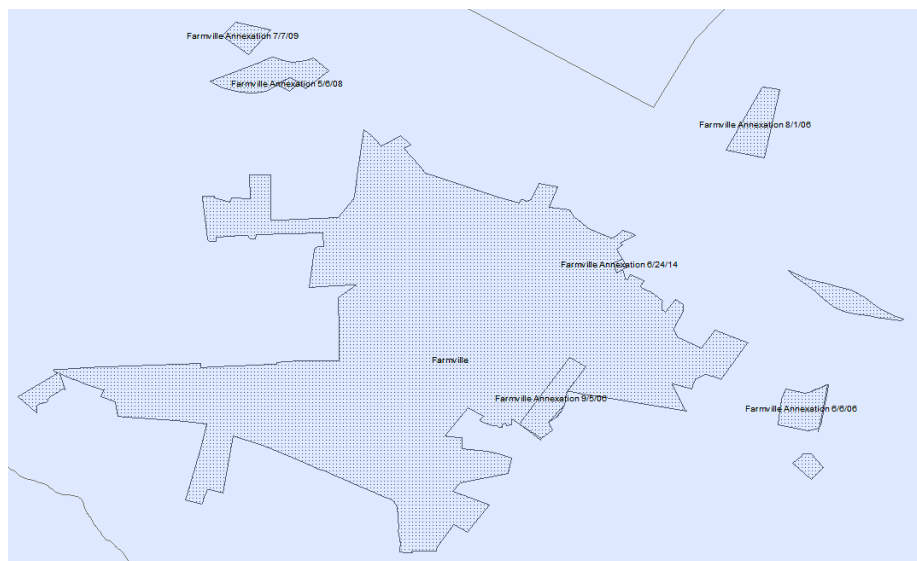 Farmville Annexation 7/7/09
Farmville Annexation 5/6/08
Farmville Annexation 8/1/06
Farmville Annexation 6/24/14
Farmville
Farmville Annexation 9/5/06
Farmville Annexation 6/6/06